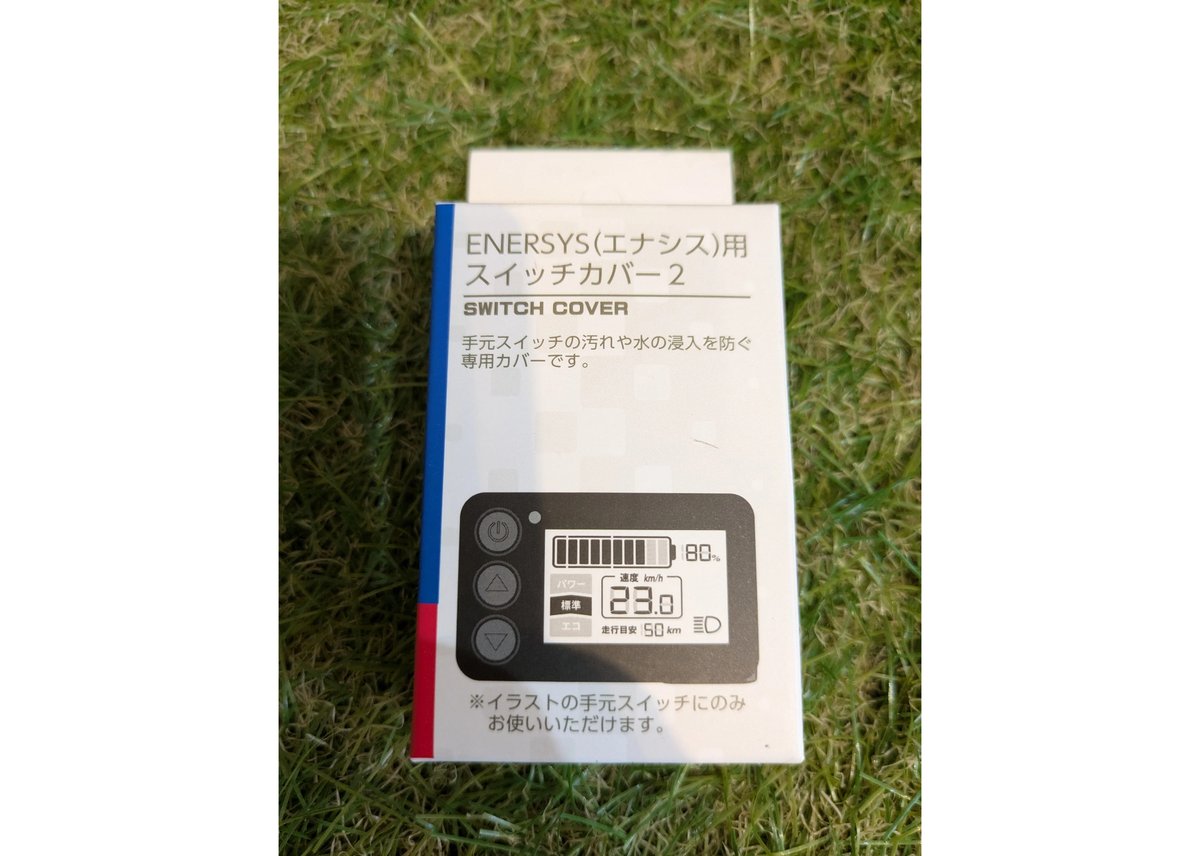 ENERSYS(エナシス)用
スイッチカバー2
SWITCH COVER
手元スイッチの汚れや水の浸入を防ぐ
専用カバーです。
80%
パワー
標準
エコ
速度 km/h
23.0
走行目安 50 km
※イラストの手元スイッチにのみ
お使いいただけます。